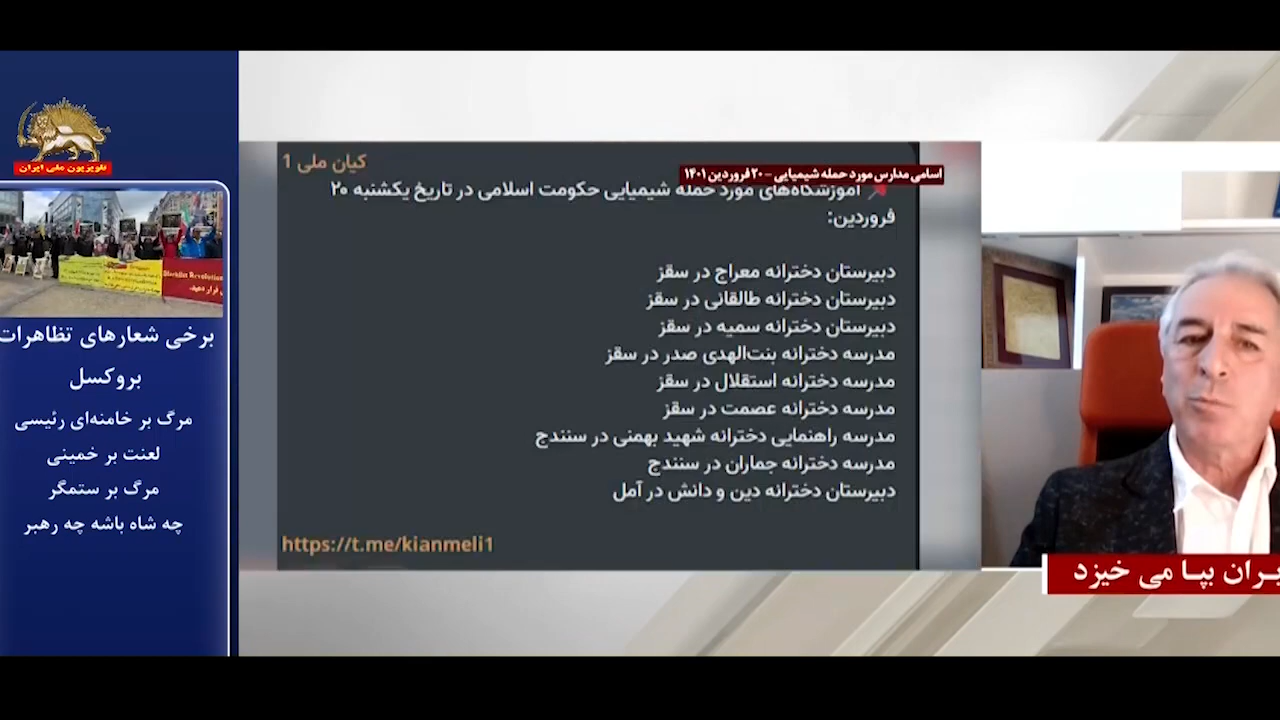 تلویزیون ملی ایران
برخی شعارهای تظاهرات
بروکسل
مرگ بر خامنه‌ای رئیسی
لعنت بر خمینی
مرگ بر ستمگر
چه شاه باشه چه رهبر
کیان ملی 1
اسامی مدارس مورد حمله شیمیایی - ۲۰ فروردین ۱۴۰۱
آموزشگاه‌های مورد حمله شیمیایی حکومت اسلامی در تاریخ یکشنبه ۲۰
فروردین:
دبیرستان دخترانه معراج در سقز
دبیرستان دخترانه طالقانی در سقز
دبیرستان دخترانه سمیه در سقز
مدرسه دخترانه بنت‌الهدی صدر در سقز
مدرسه دخترانه استقلال در سقز
مدرسه دخترانه عصمت در سقز
مدرسه راهنمایی دخترانه شهید بهمنی در سنندج
مدرسه دخترانه جماران در سنندج
دبیرستان دخترانه دین و دانش در آمل
https://t.me/kianmeli1
یران بپا می خیزد